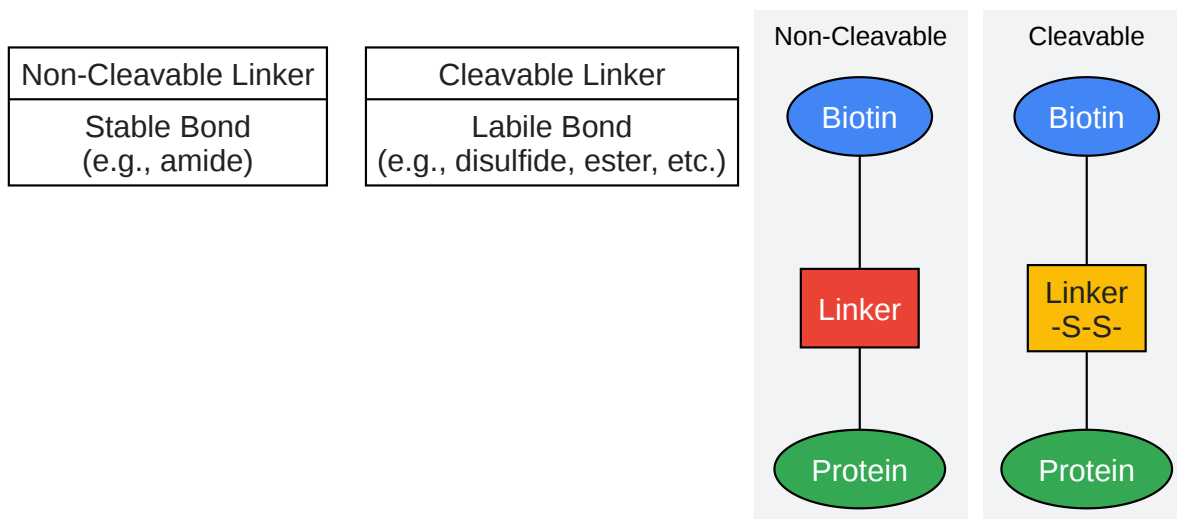 Non-Cleavable Linker
Stable Bond
(e.g., amide)
Cleavable Linker
Labile Bond
(e.g., disulfide, ester, etc.)
Non-Cleavable
Biotin
Linker
Protein
Cleavable
Biotin
Linker
-S-S-
Protein